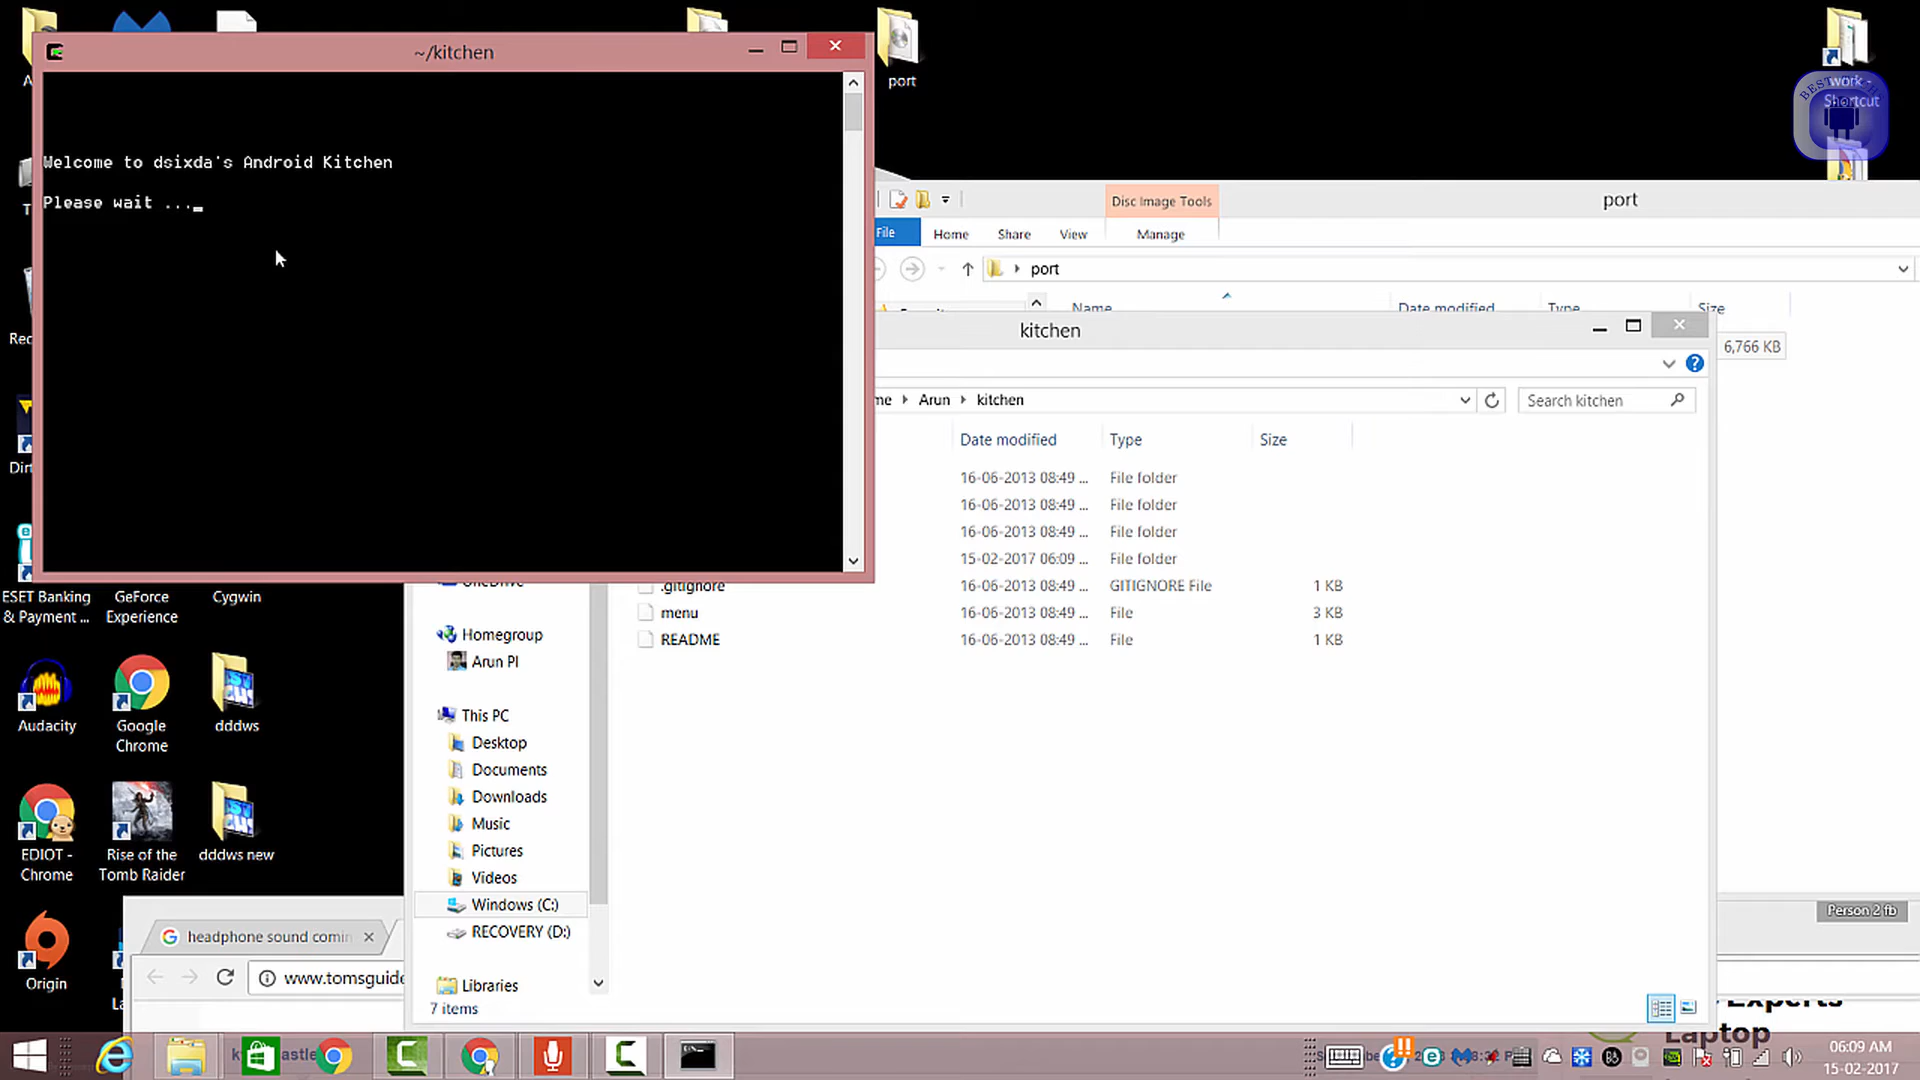 ~/kitchen
Welcome to dsixda's Android Kitchen
Please wait ..._
port
work -
Shortcut
BEST
Disc Image Tools
port
File
Home
Share
View
Manage
port
Name
Date modified
Type
Size
6,766 KB
kitchen
Arun
kitchen
Search kitchen
Date modified
Type
Size
16-06-2013 08:49 ...
File folder
16-06-2013 08:49 ...
File folder
16-06-2013 08:49 ...
File folder
15-02-2017 06:09 ...
File folder
.gitignore
16-06-2013 08:49 ...
GITIGNORE File
1 KB
menu
16-06-2013 08:49 ...
File
3 KB
README
16-06-2013 08:49 ...
File
1 KB
OneDrive
Homegroup
Arun PI
This PC
Desktop
Documents
Downloads
Music
Pictures
Videos
Windows (C:)
RECOVERY (D:)
Libraries
7 items
ESET Banking
& Payment ...
GeForce
Experience
Cygwin
Audacity
Google
Chrome
dddws
EDIOT -
Chrome
Rise of the
Tomb Raider
dddws new
Origin
headphone sound comin
www.tomsguide
Person 2 fb
Experts
Laptop
06:09 AM
15-02-2017